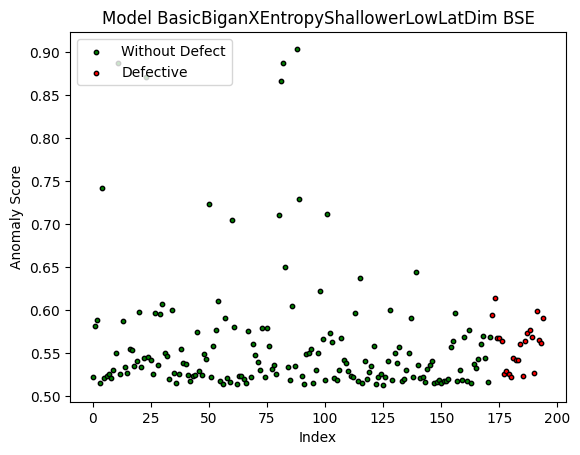 Model BasicBiganXEntropyShallowerLowLatDim BSE
Without Defect
Defective
Anomaly Score
0.90
0.85
0.80
0.75
0.70
0.65
0.60
0.55
0.50
0 25 50 75 100 125 150 175 200
Index